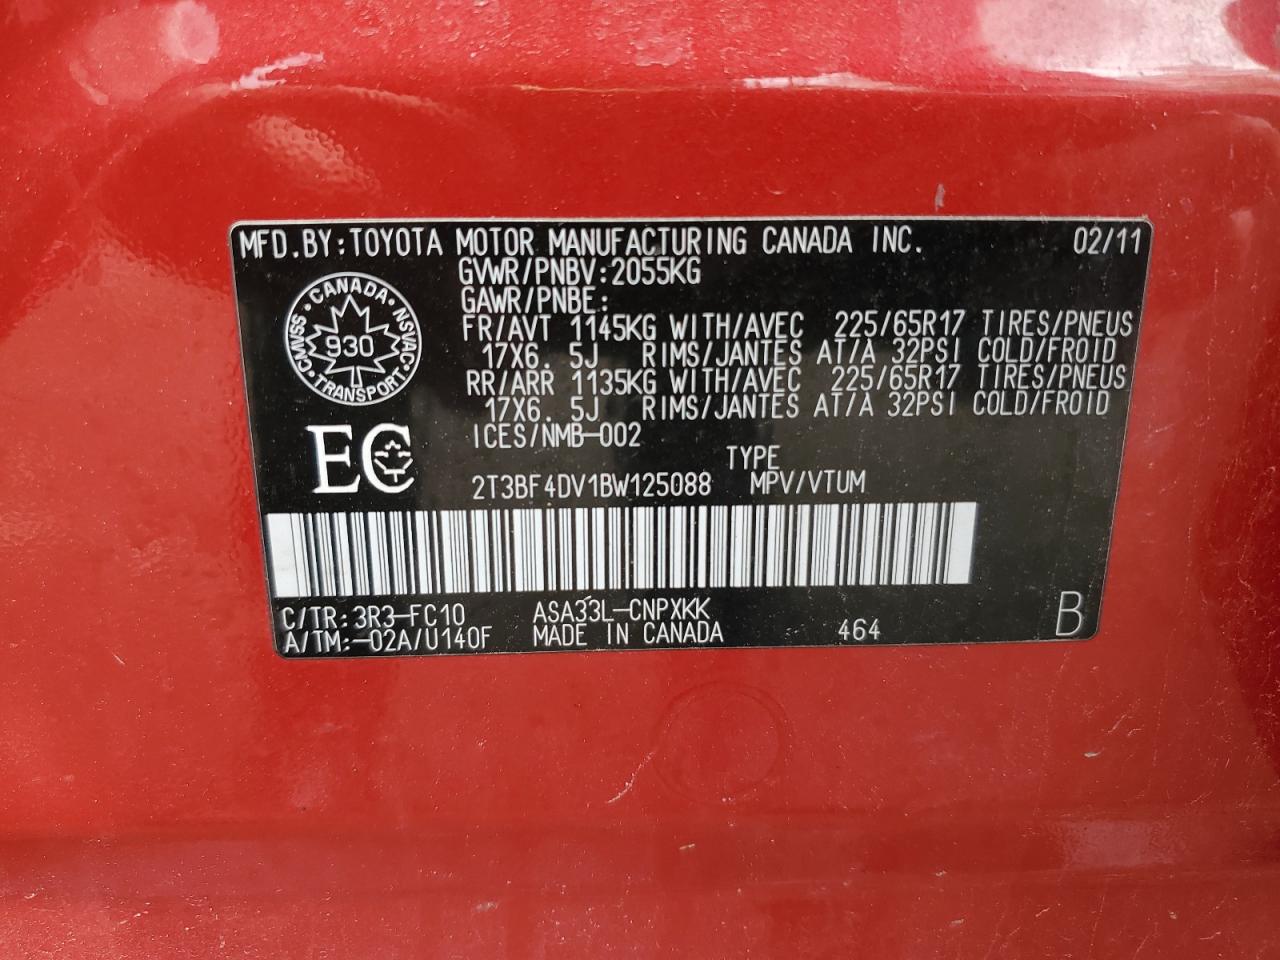 MFD.BY:TOYOTA MOTOR MANUFACTURING CANADA INC. 02/11
GVWR/PNBV:2055KG
GAWR/PNBE:
FR/AVT 1145KG WITH/AVEC 225/65R17 TIRES/PNEUS
17X6.5J RIMS/JANTES AT/A 32PSI COLD/FROID
RR/ARR 1135KG WITH/AVEC 225/65R17 TIRES/PNEUS
17X6.5J RIMS/JANTES AT/A 32PSI COLD/FROID
ICES/NMB-002
CANADA
CMVSS 930 NSVAC
TRANSPORT
EC
TYPE
2T3BF4DV1BW125088 MPV/VTUM
C/TR:3R3-FC10 ASA33L-CNPXKK
A/TM:-02A/U140F MADE IN CANADA 464 B